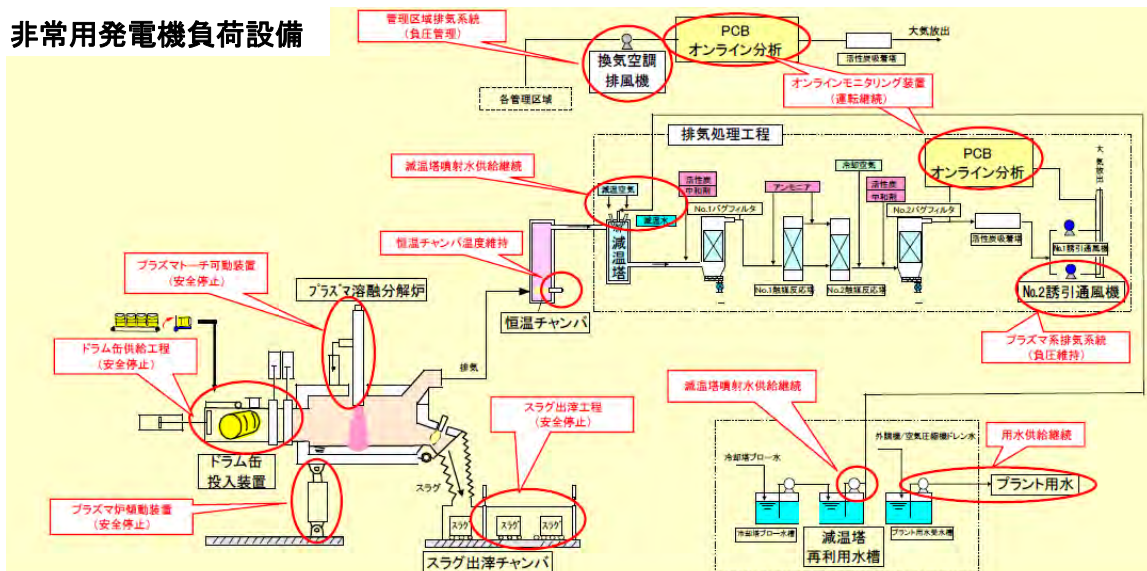 非常用発電機負荷設備
管理区域排気系統
(負圧管理)
換気空調
排風機
各管理区域
PCB
オンライン分析
活性炭吸着塔
大気放出
オンラインモニタリング装置
(運転継続)
排気処理工程
PCB
オンライン分析
大気放出
減温塔噴射水供給継続
減温空気
減温水
減温塔
活性炭
中和剤
No.1バグフィルタ
アンモニア
No.1触媒反応塔
No.2触媒反応塔
冷却空気
活性炭
中和剤
No.2バグフィルタ
活性炭吸着塔
No.1誘引通風機
No.2誘引通風機
プラズマ系排気系統
(負圧維持)
恒温チャンバ温度維持
恒温チャンバ
プラズマトーチ可動装置
(安全停止)
プラズマ溶融分解炉
排気
ドラム缶供給工程
(安全停止)
ドラム缶
投入装置
プラズマ炉傾動装置
(安全停止)
スラグ
スラグ出滓工程
(安全停止)
スラグ
スラグ
スラグ
スラグ出滓チャンバ
減温塔噴射水供給継続
冷却塔ブロー水
冷却塔ブロー水槽
減温塔
再利用水槽
外調機/空気圧縮機ドレン水
プラント用水受水槽
用水供給継続
プラント用水